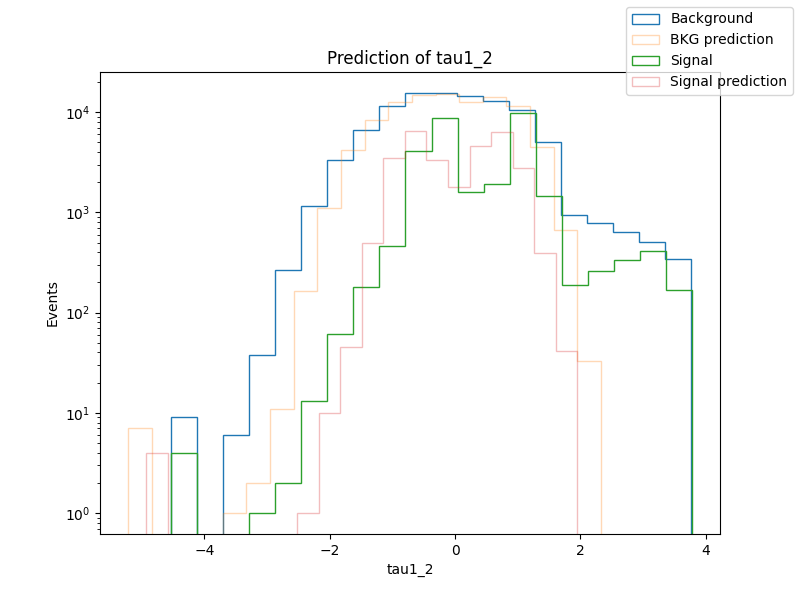 Prediction of tau1_2
Background
BKG prediction
Signal
Signal prediction
Events
10^4
10^3
10^2
10^1
10^0
−4
−2
0
2
4
tau1_2